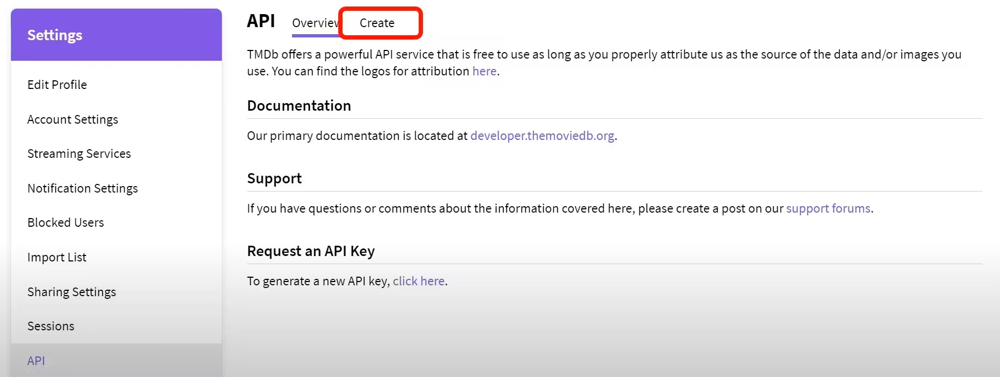 Settings
Edit Profile
Account Settings
Streaming Services
Notification Settings
Blocked Users
Import List
Sharing Settings
Sessions
API
API Overview Create
TMDb offers a powerful API service that is free to use as long as you properly attribute us as the source of the data and/or images you
use. You can find the logos for attribution here.
Documentation
Our primary documentation is located at developer.themoviedb.org.
Support
If you have questions or comments about the information covered here, please create a post on our support forums.
Request an API Key
To generate a new API key, click here.